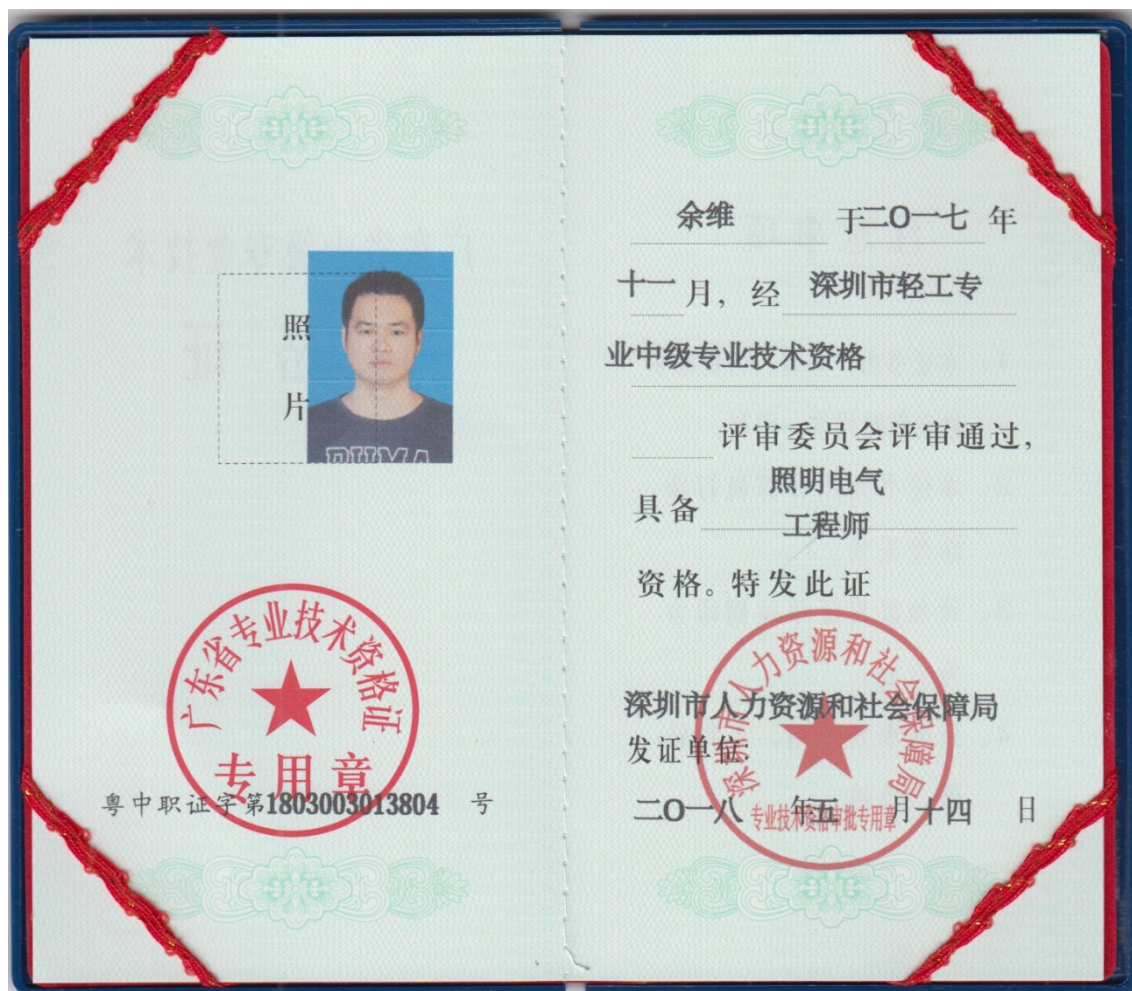 照
片
PUMA
广东省专业技术资格证
专用章
粤中职证字第1803003013804 号
余维 于二O一七 年
十一 月，经 深圳市轻工专
业中级专业技术资格
评审委员会评审通过，
照明电气
具备
工程师
资格。特发此证
深圳市人力资源和社会保障局
深圳市人力资源和社会保障局
发证单位：
二O一八 年五 月十四 日
专业技术资格审批专用章